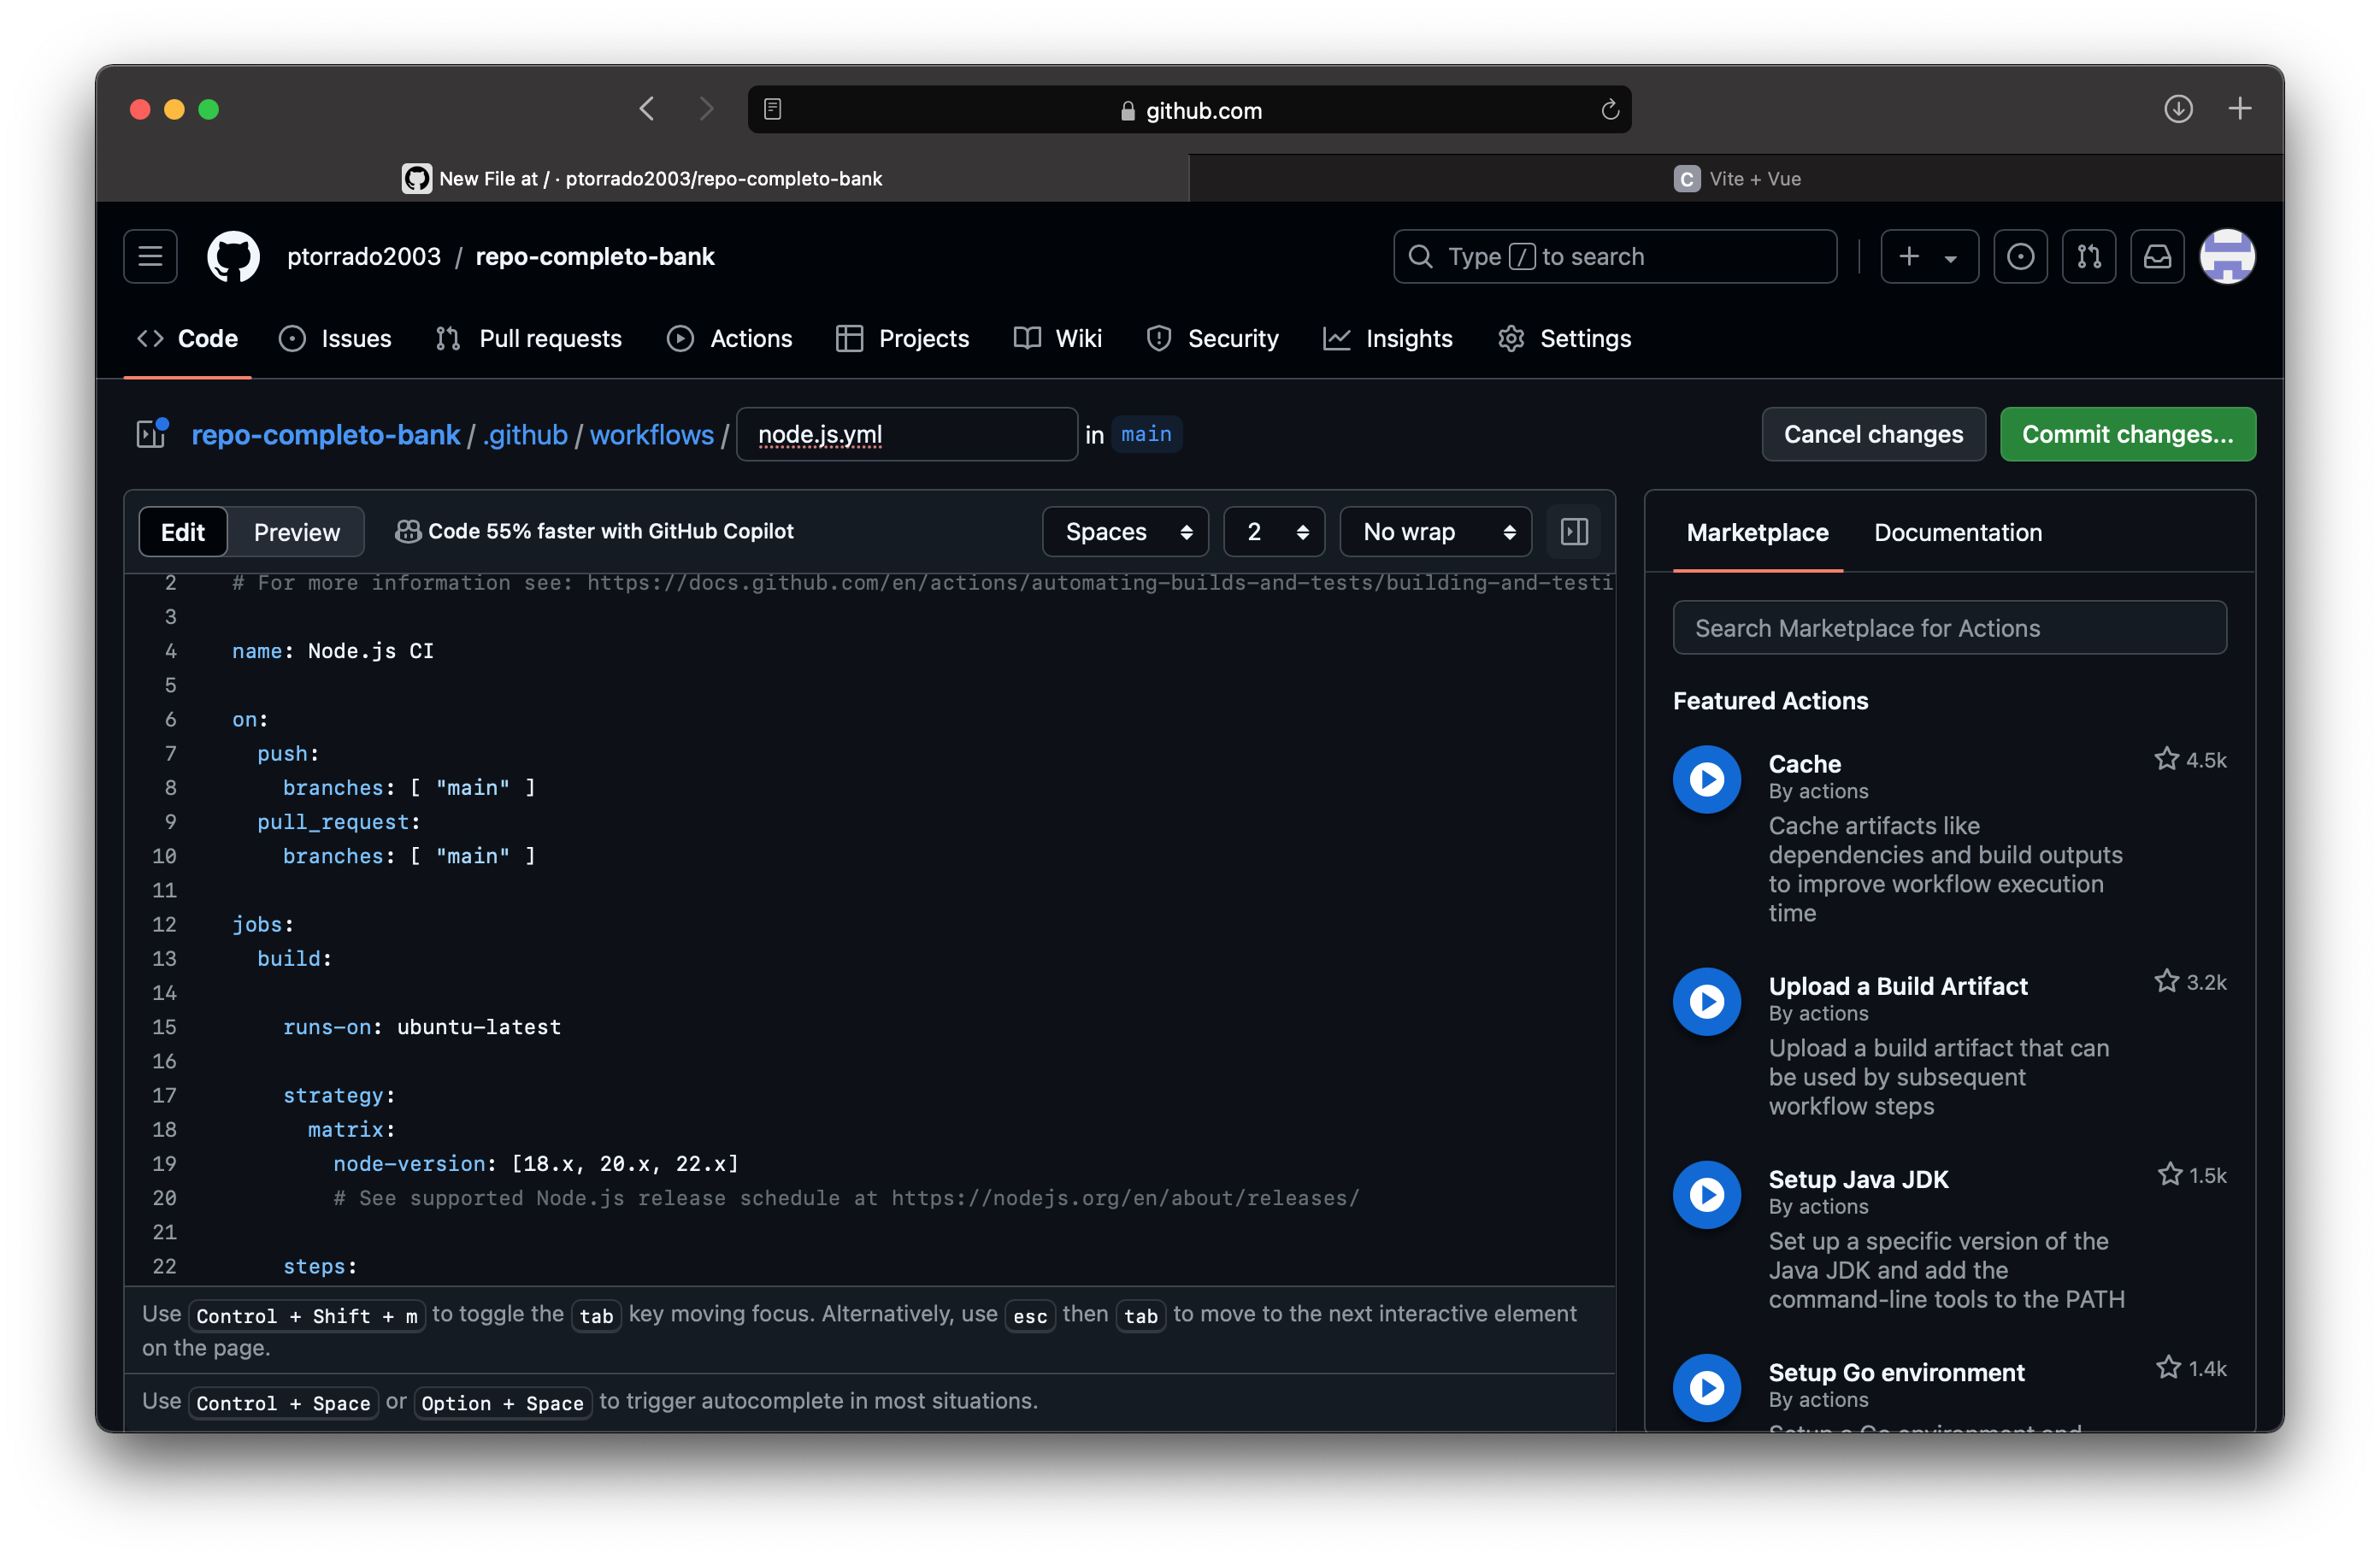 github.com
New File at / · ptorrado2003/repo-completo-bank
C Vite + Vue
ptorrado2003 / repo-completo-bank
Type / to search
Code Issues Pull requests Actions Projects Wiki Security Insights Settings
repo-completo-bank / .github / workflows / node.js.yml in main
Cancel changes Commit changes...
Edit Preview Code 55% faster with GitHub Copilot Spaces 2 No wrap
2 # For more information see: https://docs.github.com/en/actions/automating-builds-and-tests/building-and-testi
3
4 name: Node.js CI
5
6 on:
7 push:
8 branches: [ "main" ]
9 pull_request:
10 branches: [ "main" ]
11
12 jobs:
13 build:
14
15 runs-on: ubuntu-latest
16
17 strategy:
18 matrix:
19 node-version: [18.x, 20.x, 22.x]
20 # See supported Node.js release schedule at https://nodejs.org/en/about/releases/
21
22 steps:
Use Control + Shift + m to toggle the tab key moving focus. Alternatively, use esc then tab to move to the next interactive element
on the page.
Use Control + Space or Option + Space to trigger autocomplete in most situations.
Marketplace Documentation
Search Marketplace for Actions
Featured Actions
Cache 4.5k
By actions
Cache artifacts like
dependencies and build outputs
to improve workflow execution
time
Upload a Build Artifact 3.2k
By actions
Upload a build artifact that can
be used by subsequent
workflow steps
Setup Java JDK 1.5k
By actions
Set up a specific version of the
Java JDK and add the
command-line tools to the PATH
Setup Go environment 1.4k
By actions
Setup a Go environment and